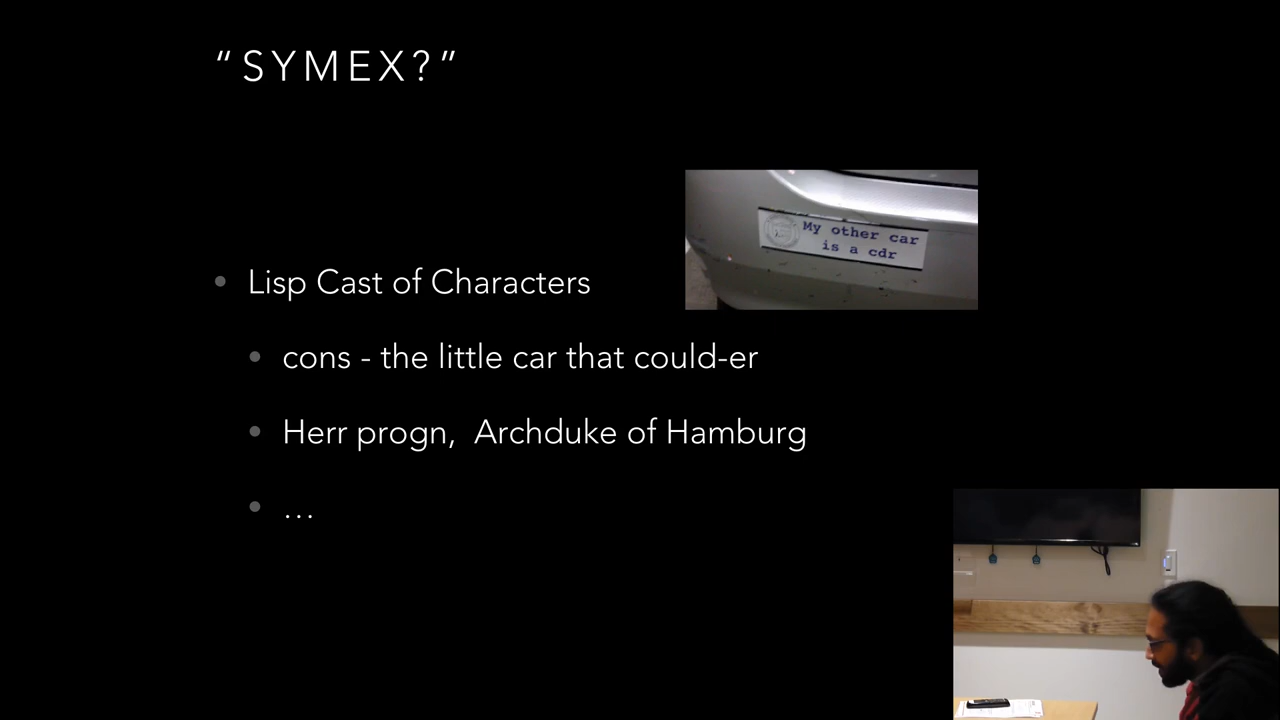 “SYMEX?”
My other car
is a cdr
Lisp Cast of Characters
cons - the little car that could-er
Herr progn, Archduke of Hamburg
…